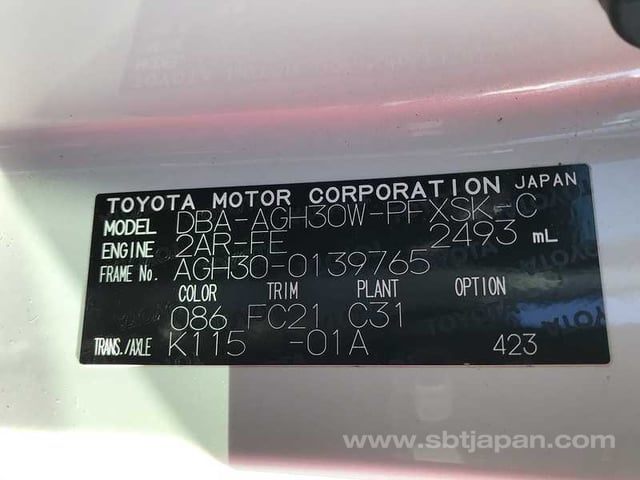 TOYOTA MOTOR CORPORATION JAPAN
MODEL DBA-AGH30W-PFXSK-C
ENGINE 2AR-FE 2493 mL
FRAME No. AGH30-0139765
COLOR TRIM PLANT OPTION
086 FC21 C31
TRANS./AXLE K115 -01A 423
www.sbtjapan.com